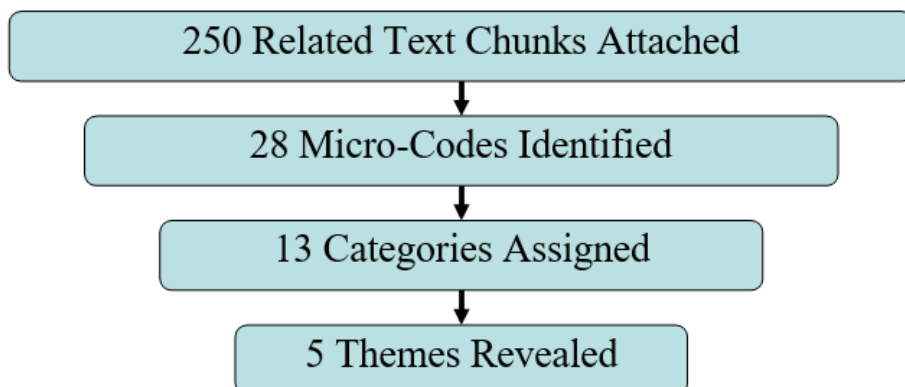 250 Related Text Chunks Attached
28 Micro-Codes Identified
13 Categories Assigned
5 Themes Revealed